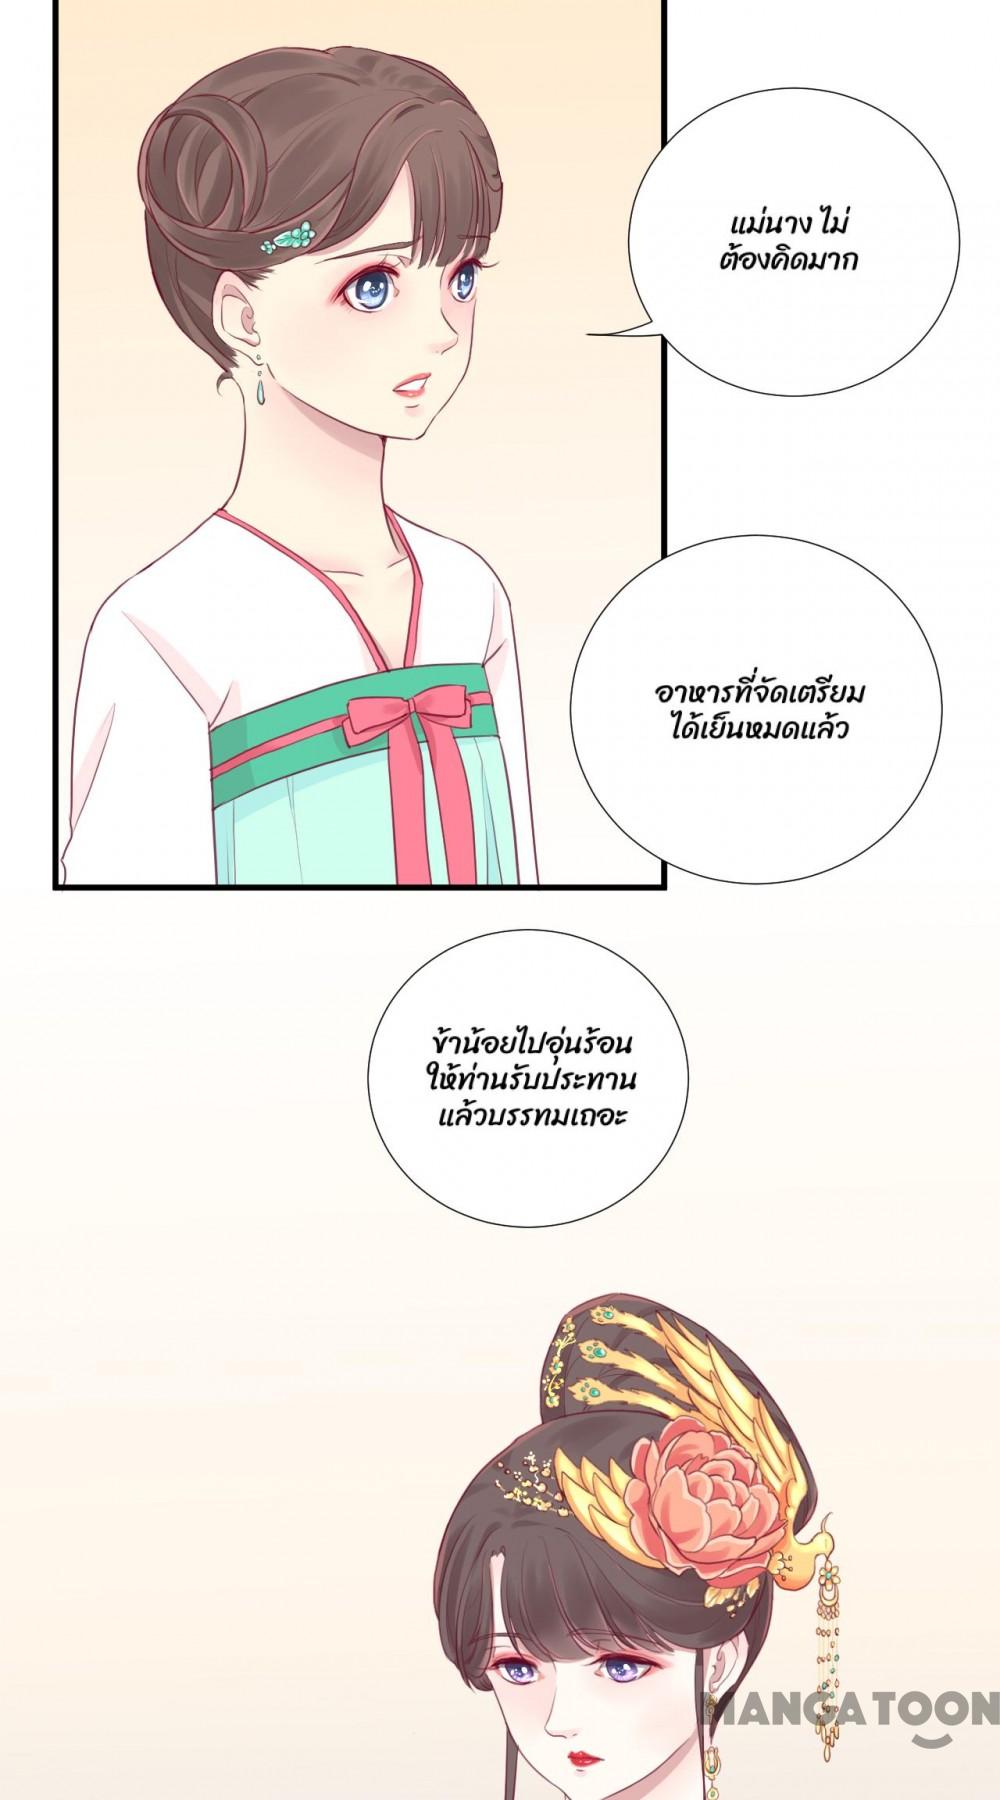 แม่นาง ไม่
ต้องคิดมาก
อาหารที่จัดเตรียม
ได้เย็นหมดแล้ว
ข้าน้อยไปอุ่นร้อน
ให้ท่านรับประทาน
แล้วบรรทมเถอะ
MANGATOON